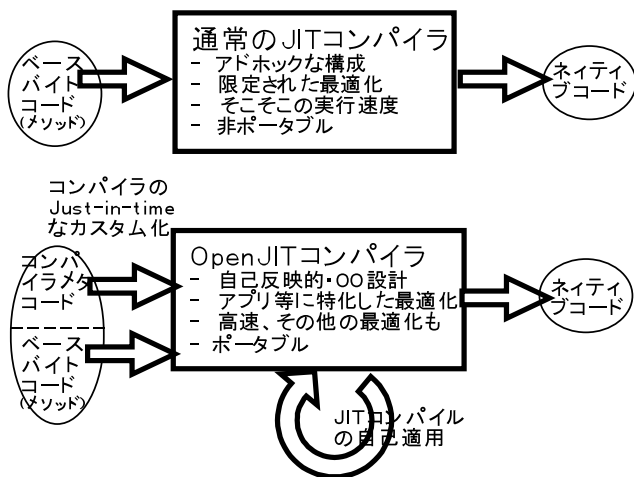 ベース
バイト
コード
(メソッド)
通常のJITコンパイラ
- アドホックな構成
- 限定された最適化
- そこそこの実行速度
- 非ポータブル
ネイティ
ブコード
コンパイラの
Just-in-time
なカスタム化
コンパ
イラメタ
コード
ベース
バイト
コード
(メソッド)
OpenJITコンパイラ
- 自己反映的・OO設計
- アプリ等に特化した最適化
- 高速、その他の最適化も
- ポータブル
ネィティ
ブコード
JITコンパイル
の自己適用